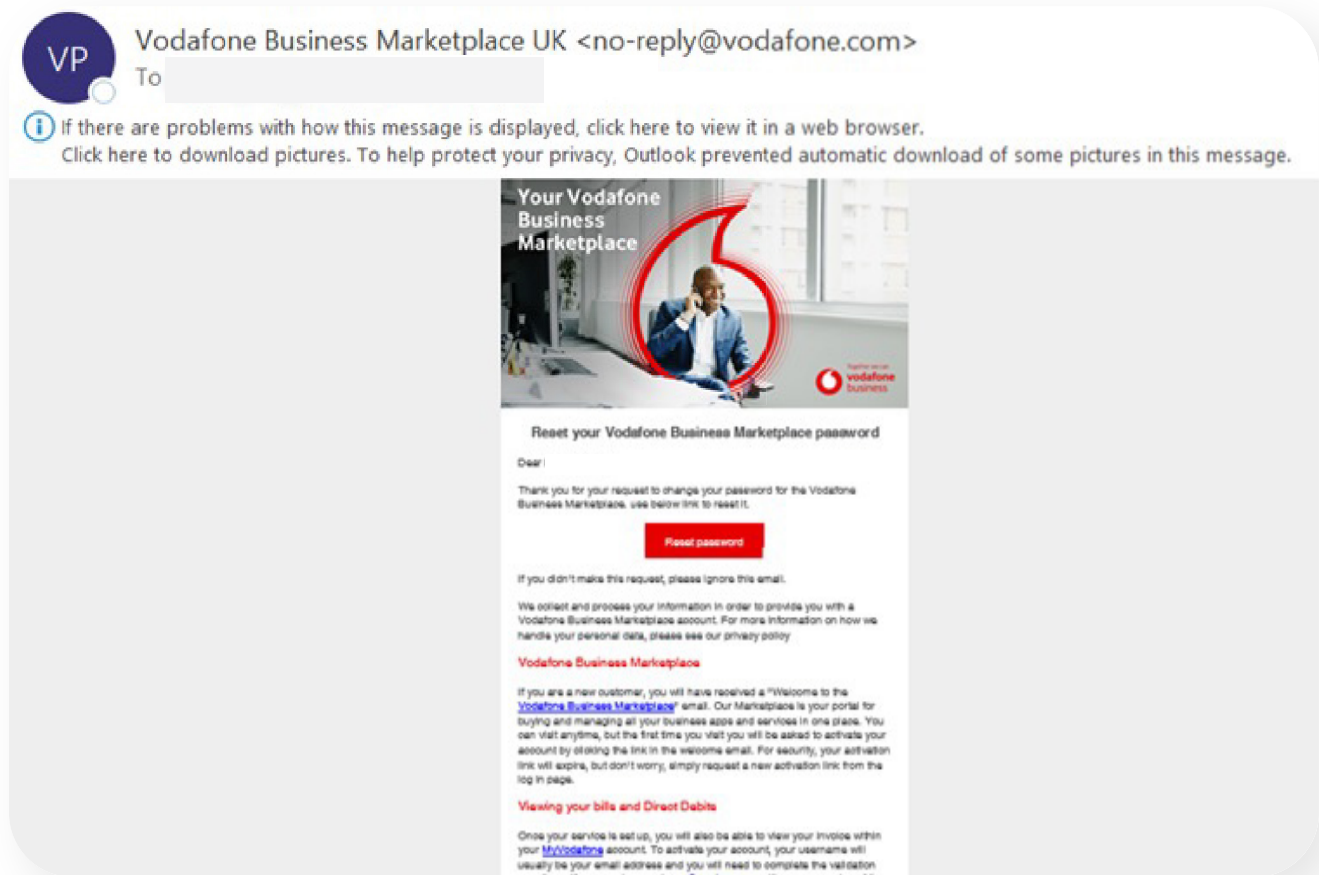 VP
Vodafone Business Marketplace UK <no-reply@vodafone.com>
To
If there are problems with how this message is displayed, click here to view it in a web browser.
Click here to download pictures. To help protect your privacy, Outlook prevented automatic download of some pictures in this message.
Your Vodafone
Business
Marketplace
Together we can
vodafone
business
Reset your Vodafone Business Marketplace password
Dear
Thank you for your request to change your password for the Vodafone
Business Marketplace. use below link to reset it.
Reset password
If you didn't make this request, please ignore this email.
We collect and process your information in order to provide you with a
Vodafone Business Marketplace account. For more information on how we
handle your personal data, please see our privacy policy
Vodafone Business Marketplace
If you are a new customer, you will have received a "Welcome to the
Vodafone Business Marketplace" email. Our Marketplace is your portal for
buying and managing all your business apps and services in one place. You
can visit anytime, but the first time you visit you will be asked to activate your
account by clicking the link in the welcome email. For security, your activation
link will expire, but don't worry, simply request a new activation link from the
log in page.
Viewing your bills and Direct Debits
Once your service is set up, you will also be able to view your invoice within
your MyVodafone account. To activate your account, your username will
usually be your email address and you will need to complete the validation